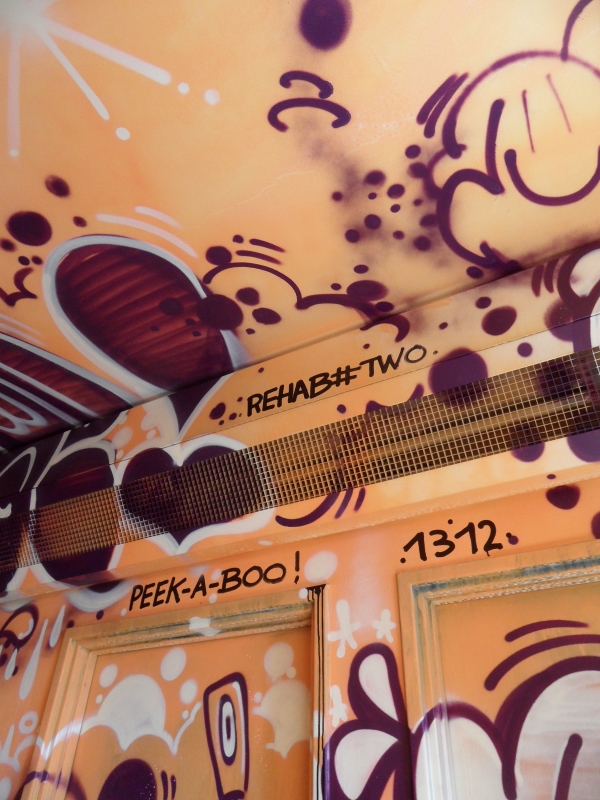 REHAB#TWO.
.1312.
PEEK-A-BOO!